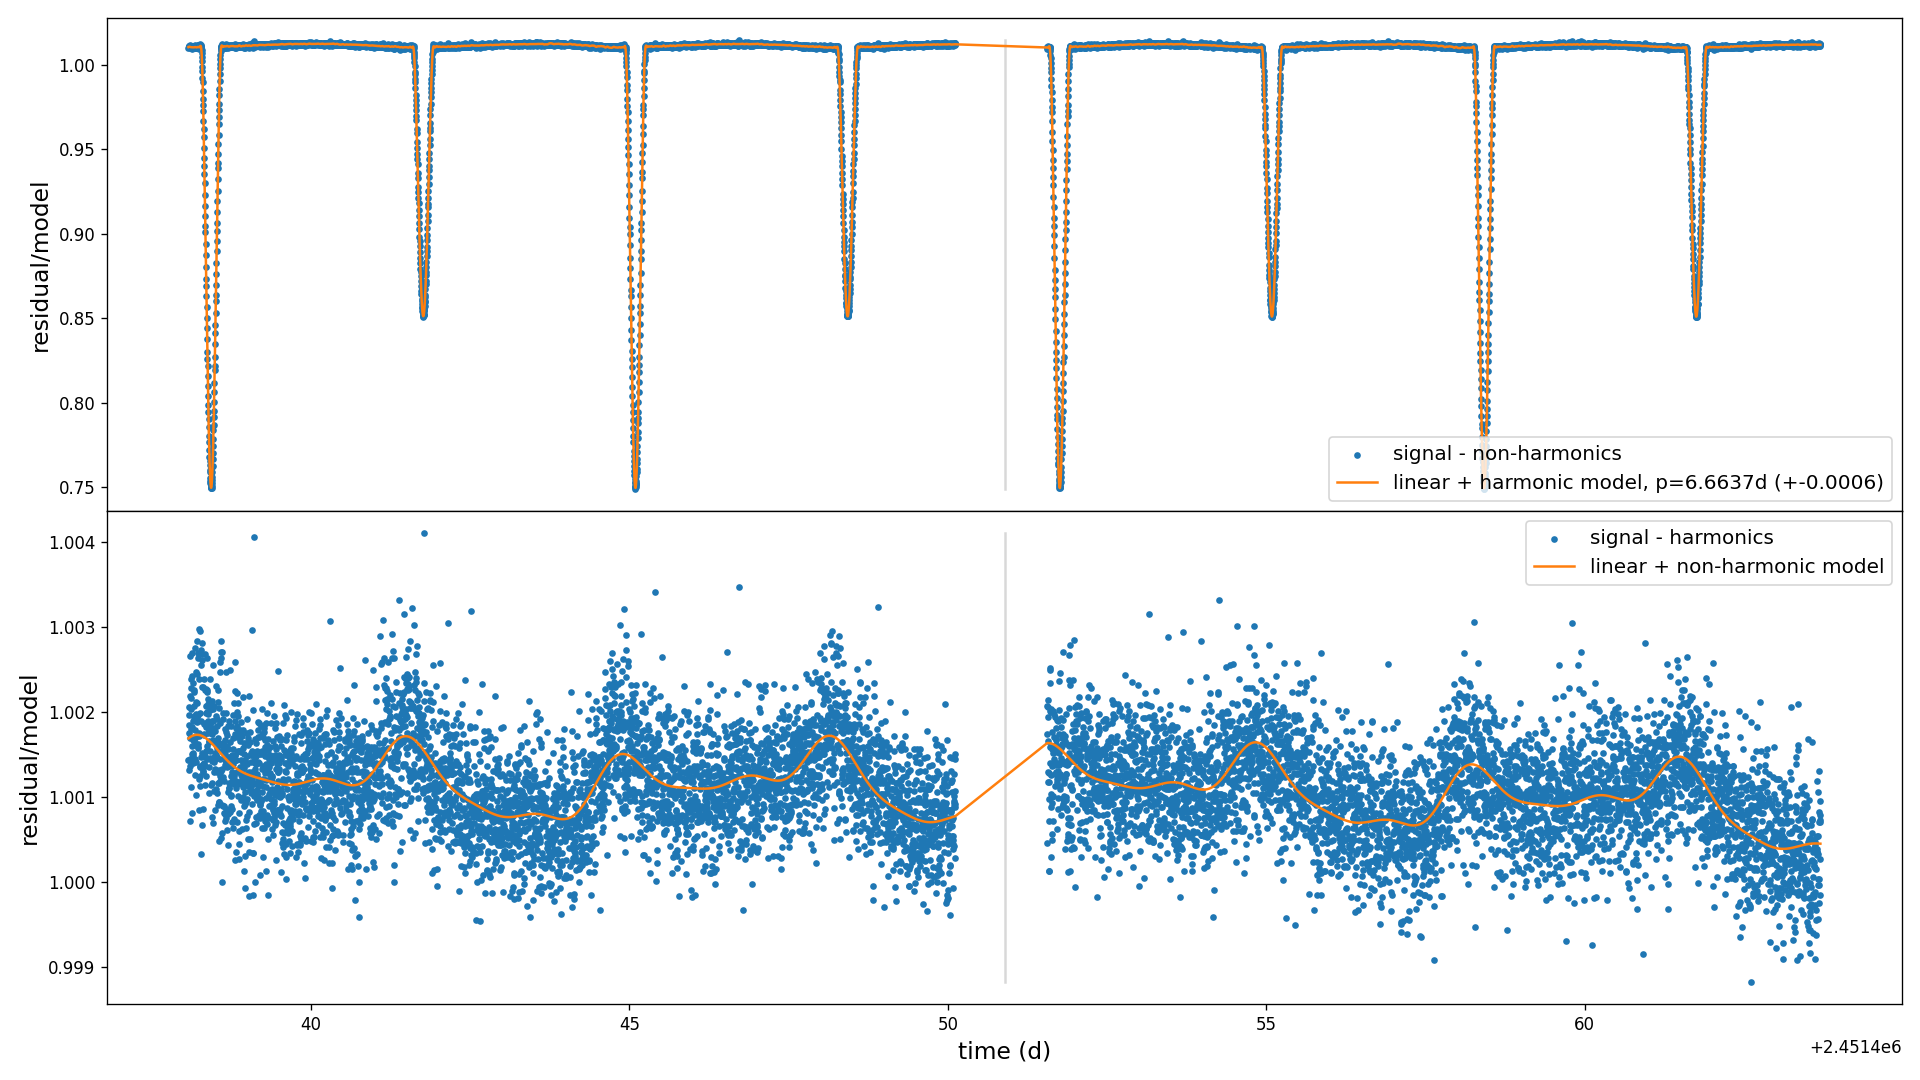 1.00
0.95
0.90
0.85
0.80
0.75
residual/model
signal - non-harmonics
linear + harmonic model, p=6.6637d (+-0.0006)
1.004
1.003
1.002
1.001
1.000
0.999
residual/model
signal - harmonics
linear + non-harmonic model
40
45
50
55
60
time (d)
+2.4514e6